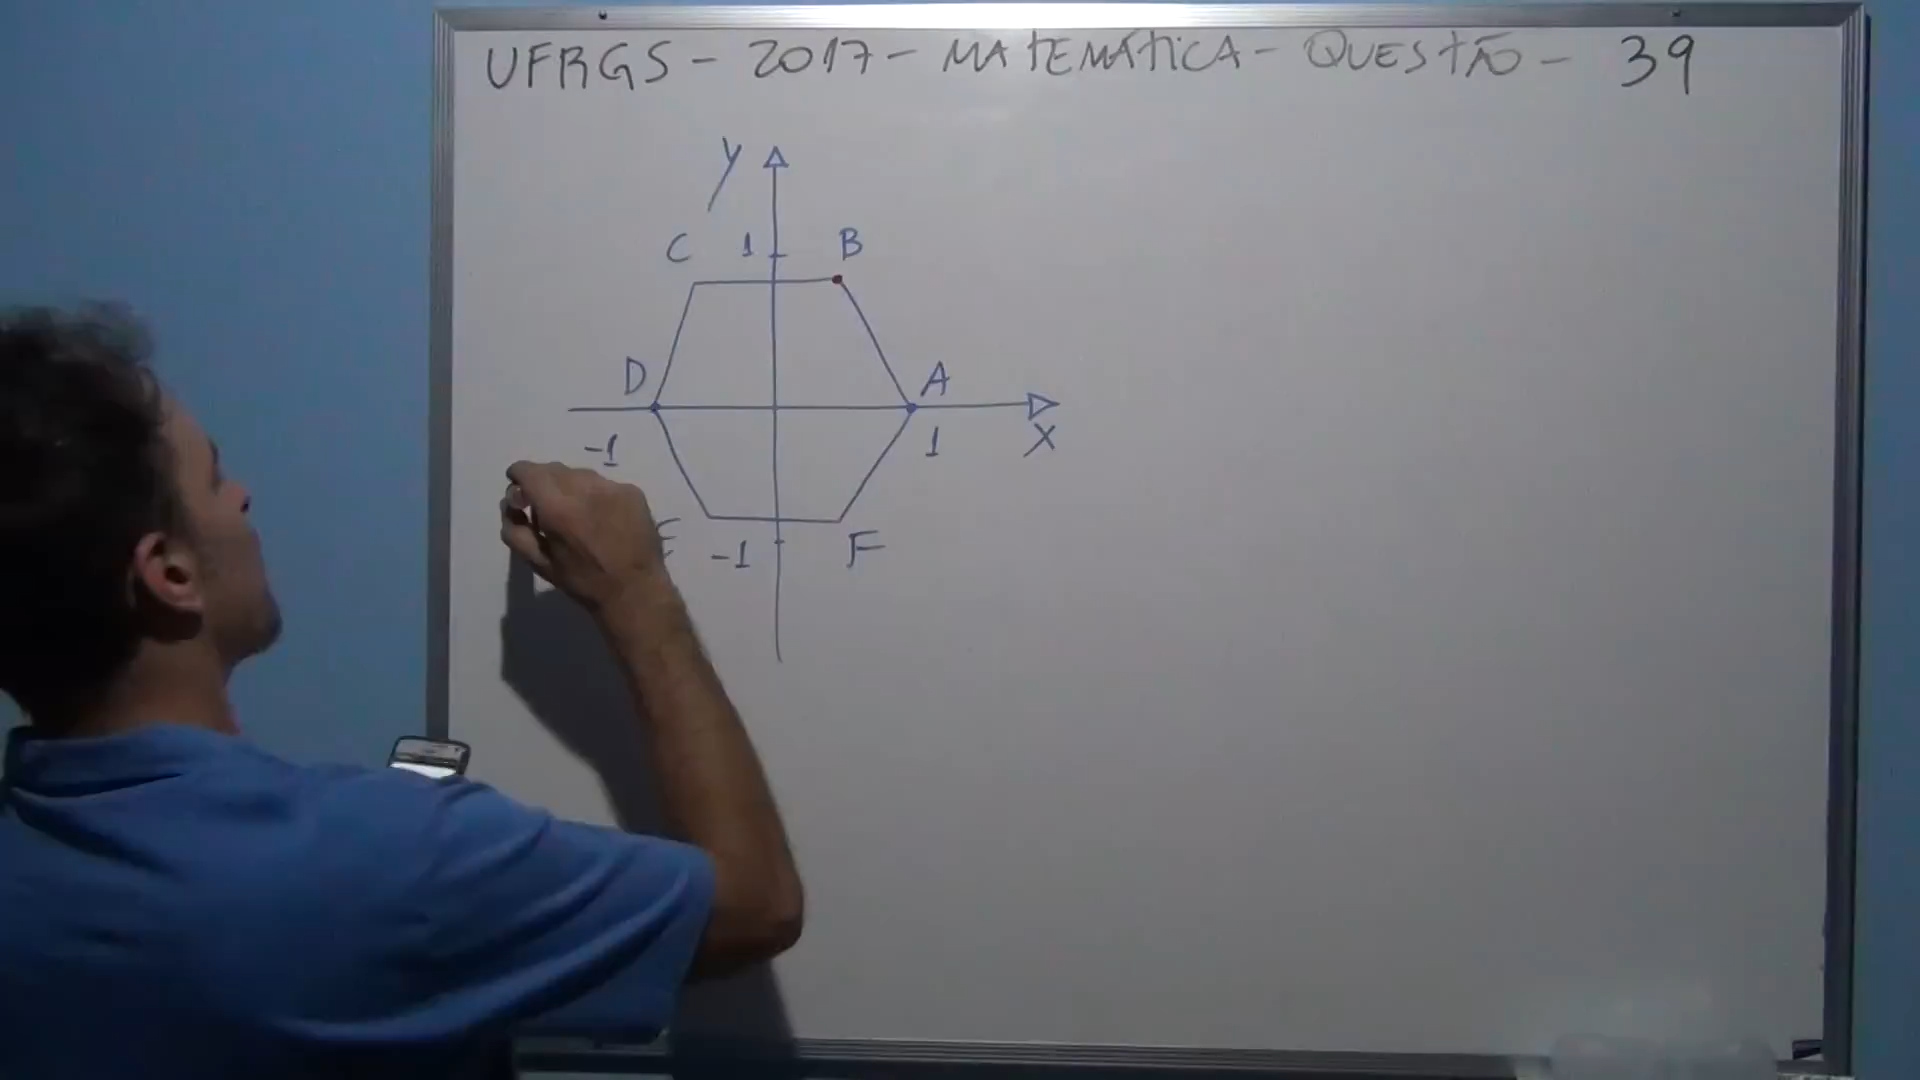 UFRGS - 2017 - MATEMÁTICA - QUESTÃO - 39
y
C 1 B
D A
-1 1 X
E -1 F